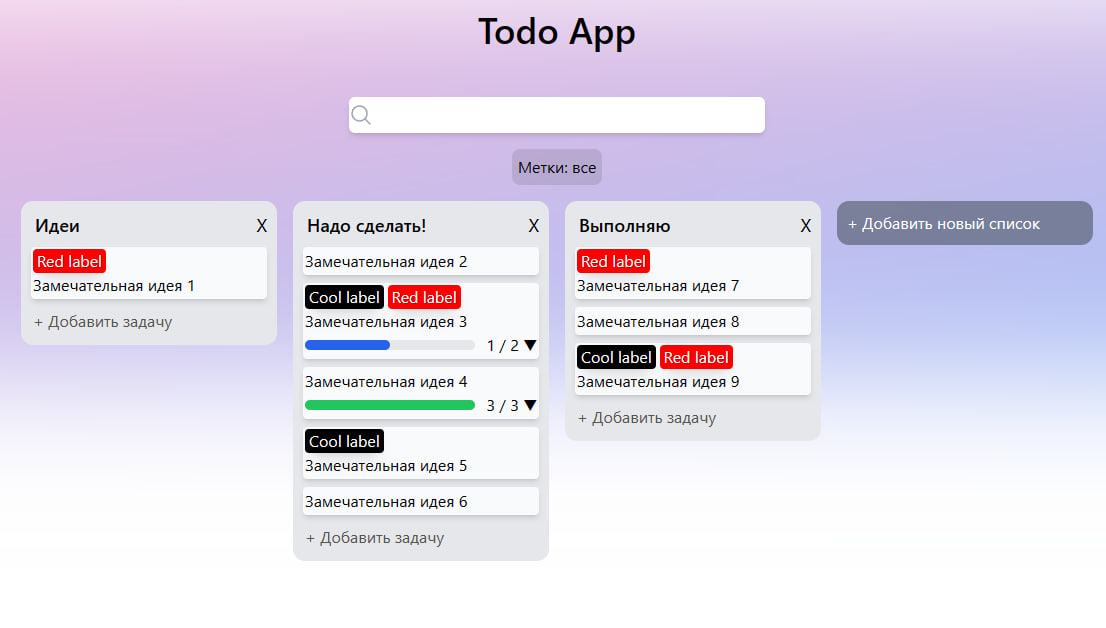 Todo App
Метки: все
Идеи X
Red label
Замечательная идея 1
+ Добавить задачу
Надо сделать! X
Замечательная идея 2
Cool label Red label
Замечательная идея 3
1 / 2 ▼
Замечательная идея 4
3 / 3 ▼
Cool label
Замечательная идея 5
Замечательная идея 6
+ Добавить задачу
Выполняю X
Red label
Замечательная идея 7
Замечательная идея 8
Cool label Red label
Замечательная идея 9
+ Добавить задачу
+ Добавить новый список